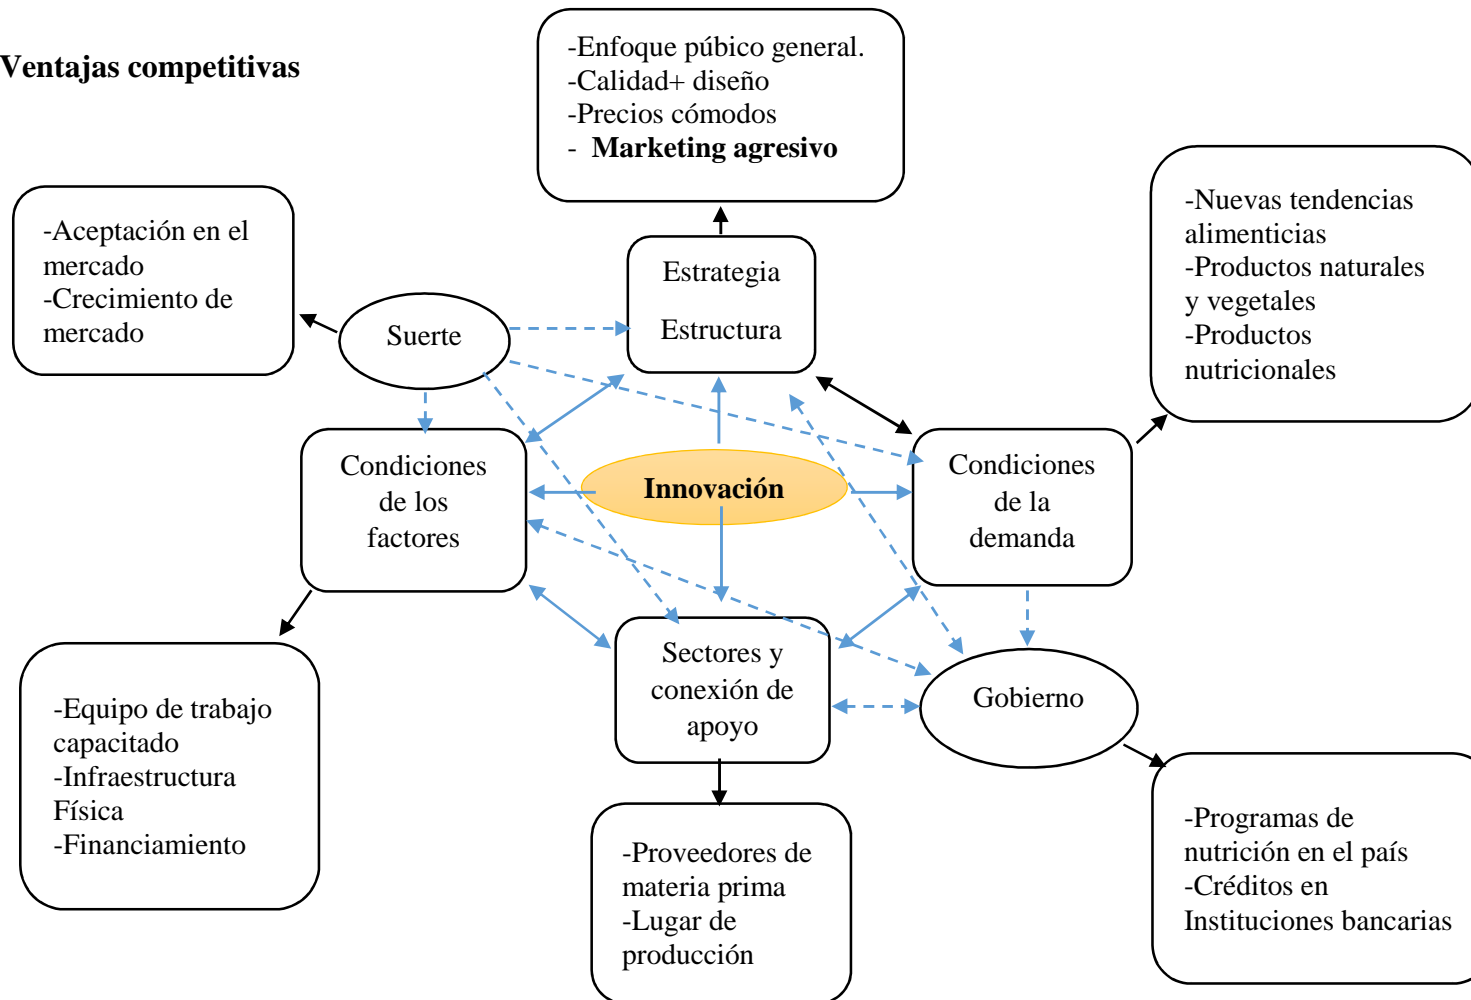 Ventajas competitivas
-Enfoque púbico general.
-Calidad+ diseño
-Precios cómodos
- Marketing agresivo
-Aceptación en el
mercado
-Crecimiento de
mercado
Suerte
Estrategia
Estructura
-Nuevas tendencias
alimenticias
-Productos naturales
y vegetales
-Productos
nutricionales
Condiciones
de los
factores
Innovación
Condiciones
de la
demanda
Sectores y
conexión de
apoyo
Gobierno
-Equipo de trabajo
capacitado
-Infraestructura
Física
-Financiamiento
-Proveedores de
materia prima
-Lugar de
producción
-Programas de
nutrición en el país
-Créditos en
Instituciones bancarias